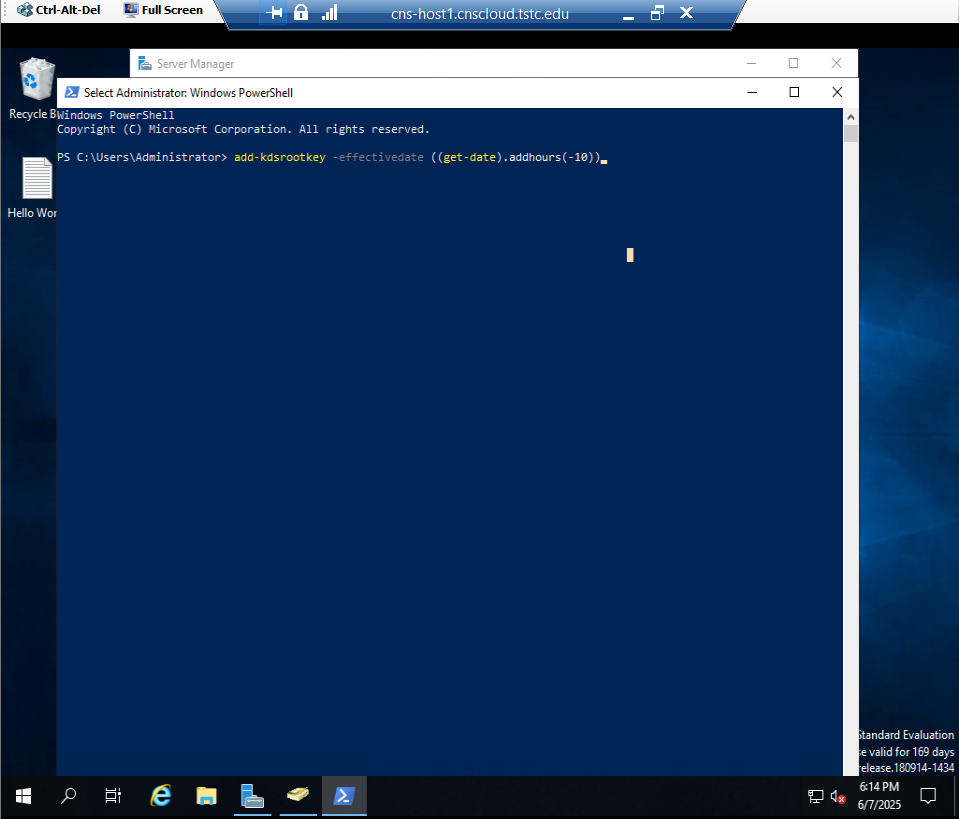 Ctrl-Alt-Del Full Screen cns-host1.cnscloud.tstc.edu
Server Manager
Select Administrator: Windows PowerShell
Recycle B
Windows PowerShell
Copyright (C) Microsoft Corporation. All rights reserved.
PS C:\Users\Administrator> add-kdsrootkey -effectivedate ((get-date).addhours(-10))
Hello Wor
Standard Evaluation
e valid for 169 days
release.180914-1434
6:14 PM
6/7/2025